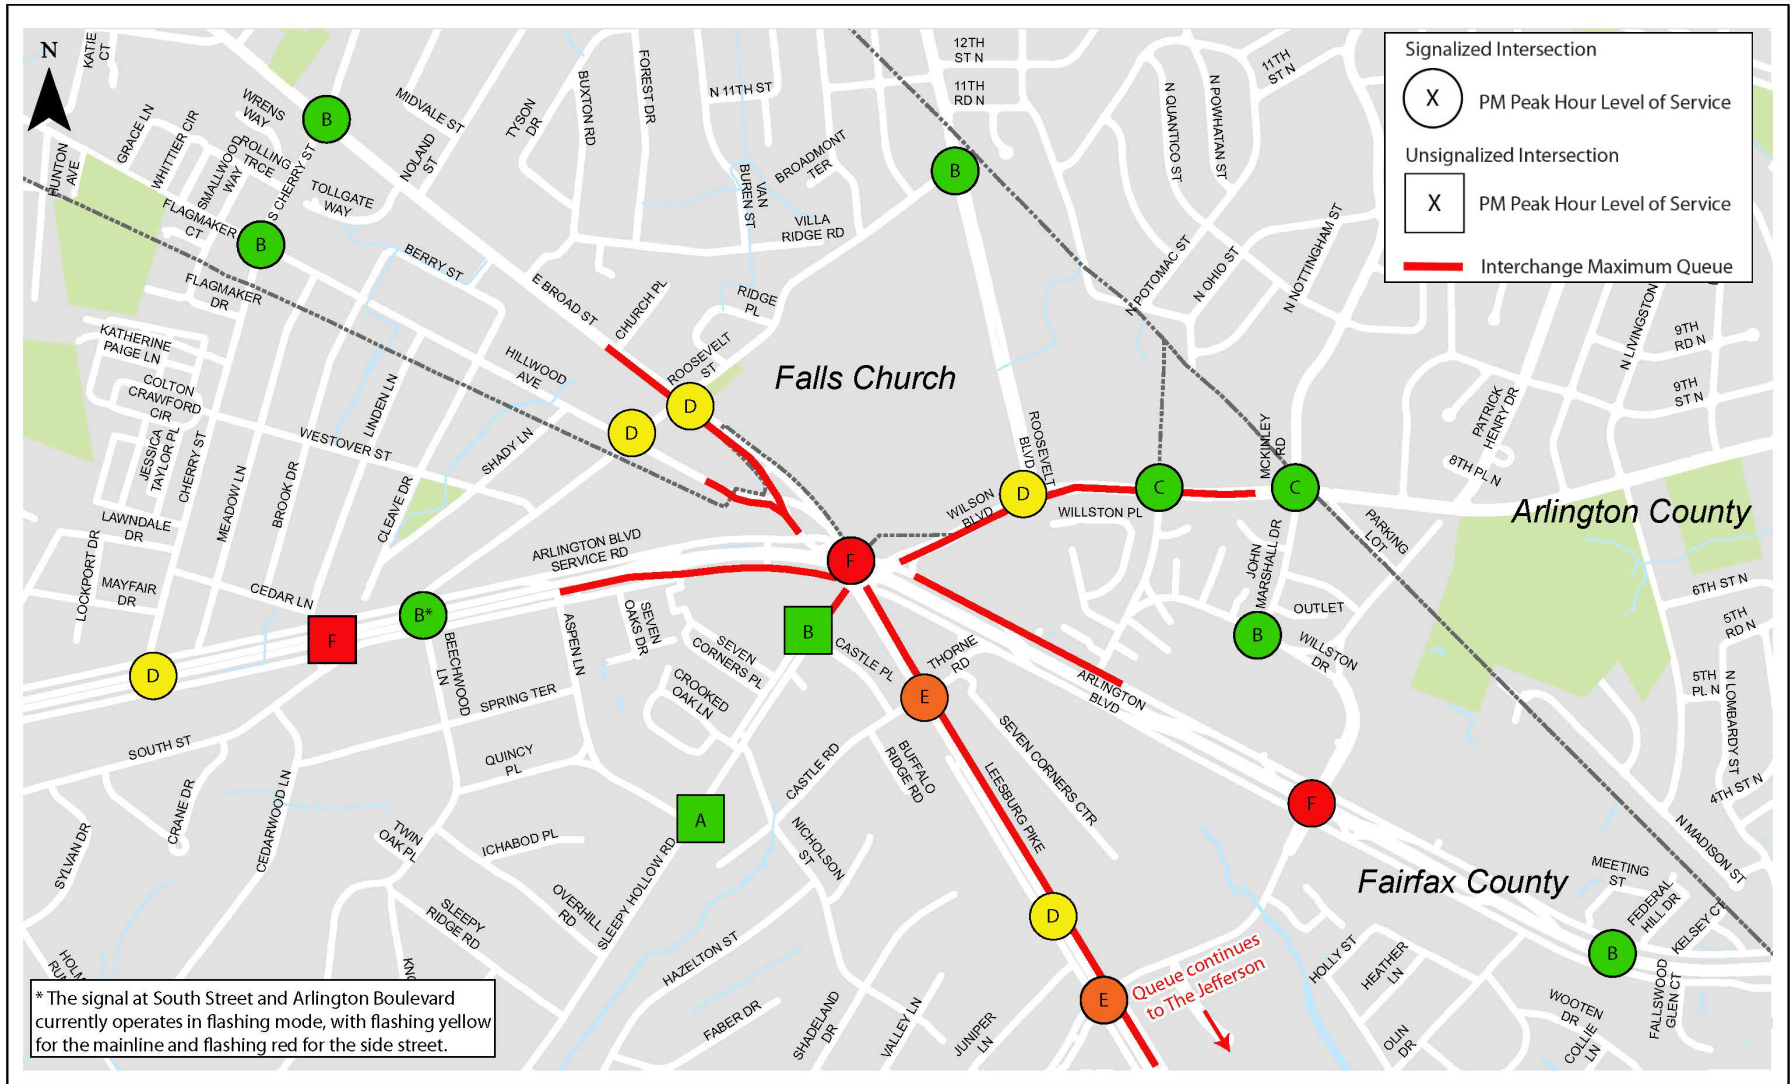 N
KATIE
CT
GRACE LN
WHITTIER CIR
WRENS
WAY
ROLLING
TRCE
SMALLWOOD
WAY
HUNTON
AVE
FLAGMAKER
CT
FLAGMAKER
DR
S CHERRY ST
TOLLGATE
WAY
MIDVALE ST
NOLAND
ST
TYSON
DR
BUXTON RD
FOREST DR
N 11TH ST
BROADMONT
TER
VAN
BUREN ST
VILLA
RIDGE RD
12TH
ST N
11TH
RD N
11TH
ST N
N QUANTICO ST
N POWHATAN ST
B
B
B
Signalized Intersection
X
PM Peak Hour Level of Service
Unsignalized Intersection
X
PM Peak Hour Level of Service
Interchange Maximum Queue
BERRY ST
E BROAD ST
CHURCH PL
RIDGE
PL
ROOSEVELT
ST
HILLWOOD
AVE
Falls Church
N POTOMAC ST
N OHIO ST
N NOTTINGHAM ST
N LIVINGSTON
9TH
RD N
9TH
ST N
PATRICK
HENRY DR
8TH PL N
KATHERINE
PAIGE LN
COLTON
CRAWFORD
CIR
JESSICA
TAYLOR PL
CHERRY ST
WESTOVER ST
LINDEN LN
SHADY LN
MEADOW LN
BROOK DR
CLEAVE DR
D
D
ROOSEVELT
BLVD
WILSON
BLVD
D
C
C
WILLSTON PL
MCKINLEY
RD
JOHN
MARSHALL DR
PARKING
LOT
Arlington County
LAWNDALE
DR
LOCKPORT DR
MAYFAIR
DR
CEDAR LN
ARLINGTON BLVD
SERVICE RD
F
B
F
B*
D
BEECHWOOD
LN
ASPEN LN
SEVEN
OAKS DR
SEVEN
CORNERS PL
CROOKED
OAK LN
CASTLE PL
THORNE
RD
E
ARLINGTON
BLVD
OUTLET
WILLSTON
DR
B
6TH ST N
5TH
RD N
5TH
PL N
N LOMBARDY ST
4TH ST N
N MADISON ST
SOUTH ST
SPRING TER
QUINCY
PL
CRANE DR
CEDARWOOD LN
SYLVAN DR
TWIN
OAK PL
ICHABOD PL
OVERHILL
RD
SLEEPY
RIDGE RD
SLEEPY HOLLOW RD
A
CASTLE RD
BUFFALO
RIDGE RD
NICHOLSON
ST
SEVEN CORNERS CTR
LEESBURG PIKE
F
Fairfax County
MEETING
ST
FEDERAL
HILL DR
KELSEY CT
B
FALLSWOOD
GLEN CT
WOOTEN
DR
COLLIE
LN
HOLLY ST
HEATHER
LN
OLIN
DR
D
E
Queue continues
to The Jefferson
HAZELTON ST
FABER DR
SHADELAND
DR
VALLEY LN
JUNIPER
LN
* The signal at South Street and Arlington Boulevard
currently operates in flashing mode, with flashing yellow
for the mainline and flashing red for the side street.